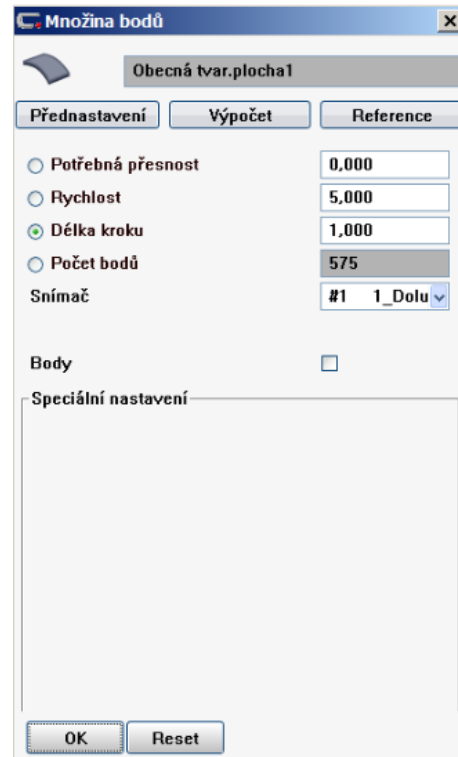 Množina bodů
Obecná tvar.plocha1
Přednastavení Výpočet Reference
Potřebná přesnost 0,000
Rychlost 5,000
Délka kroku 1,000
Počet bodů 575
Snímač #1 1_Dolu
Body
Speciální nastavení
OK Reset